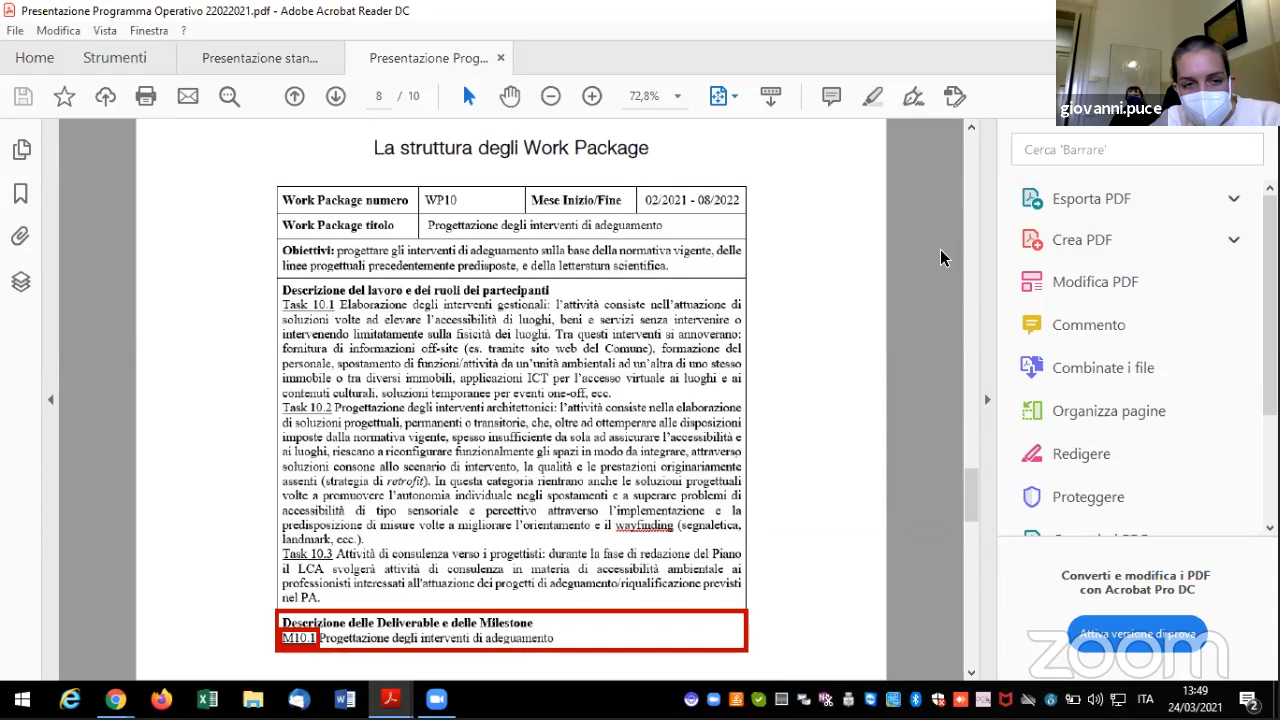 Presentazione Programma Operativo 22022021.pdf - Adobe Acrobat Reader DC
File Modifica Vista Finestra ?
Home Strumenti Presentazione stan... Presentazione Prog... ×
8 / 10 72,8%
giovanni.puce
La struttura degli Work Package
Work Package numero WP10 Mese Inizio/Fine 02/2021 - 08/2022
Work Package titolo Progettazione degli interventi di adeguamento
Obiettivi: progettare gli interventi di adeguamento sulla base della normativa vigente, delle
linee progettuali precedentemente predisposte, e della letteratura scientifica.
Descrizione del lavoro e dei ruoli dei partecipanti
Task 10.1 Elaborazione degli interventi gestionali: l'attività consiste nell'attuazione di
soluzioni volte ad elevare l'accessibilità di luoghi, beni e servizi senza intervenire o
intervenendo limitatamente sulla fisicità dei luoghi. Tra questi interventi si annoverano:
fornitura di informazioni off-site (es. tramite sito web del Comune), formazione del
personale, spostamento di funzioni/attività da un'unità ambientali ad un'altra di uno stesso
immobile o tra diversi immobili, applicazioni ICT per l'accesso virtuale ai luoghi e ai
contenuti culturali, soluzioni temporanee per eventi one-off, ecc.
Task 10.2 Progettazione degli interventi architettonici: l'attività consiste nella elaborazione
di soluzioni progettuali, permanenti o transitorie, che, oltre ad ottemperare alle disposizioni
imposte dalla normativa vigente, spesso insufficiente da sola ad assicurare l'accessibilità e
ai luoghi, riescano a riconfigurare funzionalmente gli spazi in modo da integrare, attraverso
soluzioni consone allo scenario di intervento, la qualità e le prestazioni originariamente
assenti (strategia di retrofit). In questa categoria rientrano anche le soluzioni progettuali
volte a promuovere l'autonomia individuale negli spostamenti e a superare problemi di
accessibilità di tipo sensoriale e percettivo attraverso l'implementazione e la
predisposizione di misure volte a migliorare l'orientamento e il wayfinding (segnaletica,
landmark, ecc.).
Task 10.3 Attività di consulenza verso i progettisti: durante la fase di redazione del Piano
il LCA svolgerà attività di consulenza in materia di accessibilità ambientale ai
professionisti interessati all'attuazione dei progetti di adeguamento/riqualificazione previsti
nel PA.
Descrizione delle Deliverable e delle Milestone
M10.1 Progettazione degli interventi di adeguamento
Cerca 'Barrare'
Esporta PDF
Crea PDF
Modifica PDF
Commento
Combinate i file
Organizza pagine
Redigere
Proteggere
Converti e modifica i PDF
con Acrobat Pro DC
Attiva versione di prova
zoom
ITA
13:49
24/03/2021
2